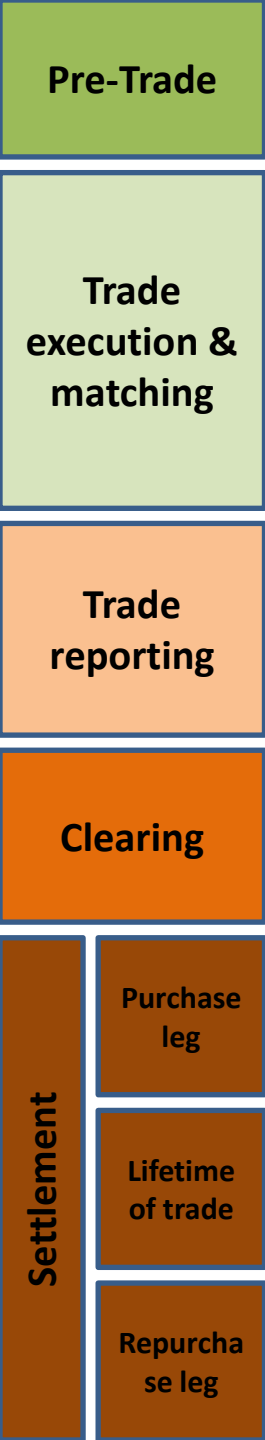 Pre-Trade
Trade
execution &
matching
Trade
reporting
Clearing
Settlement
Purchase
leg
Lifetime
of trade
Repurcha
se leg